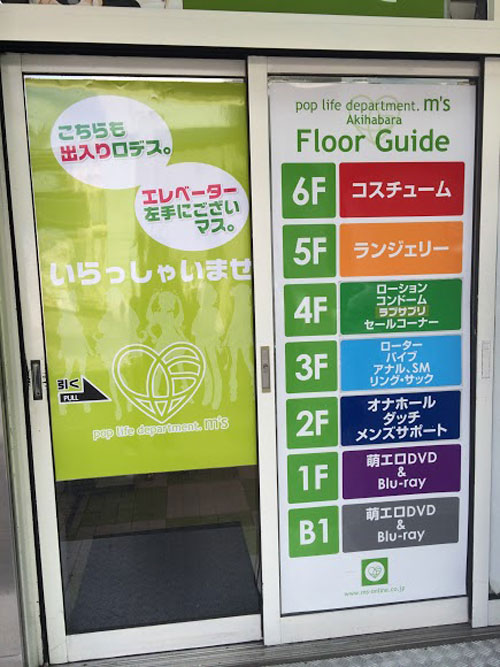 こちらも
出入り口デス。
エレベーター
左手にござい
マス。
いらっしゃいませ
引く
PULL
pop life department. m's
pop life department. m's
Akihabara
Floor Guide
6F コスチューム
5F ランジェリー
4F ローション
コンドーム
ラブサプリ
セールコーナー
3F ローター
バイブ
アナル、SM
リング・サック
2F オナホール
ダッチ
メンズサポート
1F 萌エロDVD
&
Blu-ray
B1 萌エロDVD
&
Blu-ray
www.ms-online.co.jp